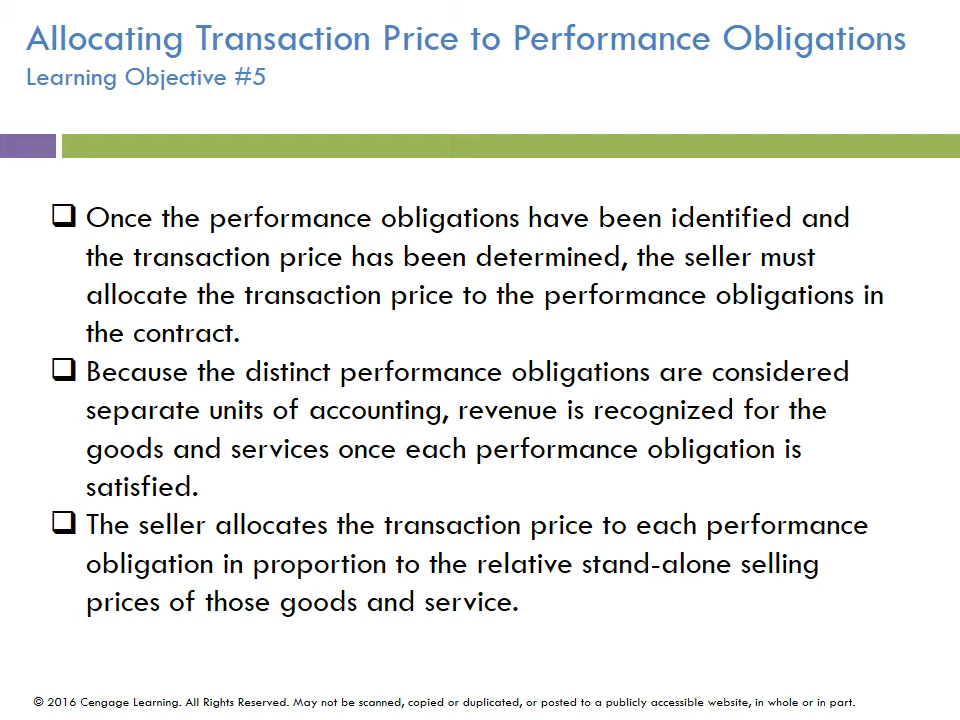 Allocating Transaction Price to Performance Obligations
Learning Objective #5
❑ Once the performance obligations have been identified and
the transaction price has been determined, the seller must
allocate the transaction price to the performance obligations in
the contract.
❑ Because the distinct performance obligations are considered
separate units of accounting, revenue is recognized for the
goods and services once each performance obligation is
satisfied.
❑ The seller allocates the transaction price to each performance
obligation in proportion to the relative stand-alone selling
prices of those goods and service.
© 2016 Cengage Learning. All Rights Reserved. May not be scanned, copied or duplicated, or posted to a publicly accessible website, in whole or in part.